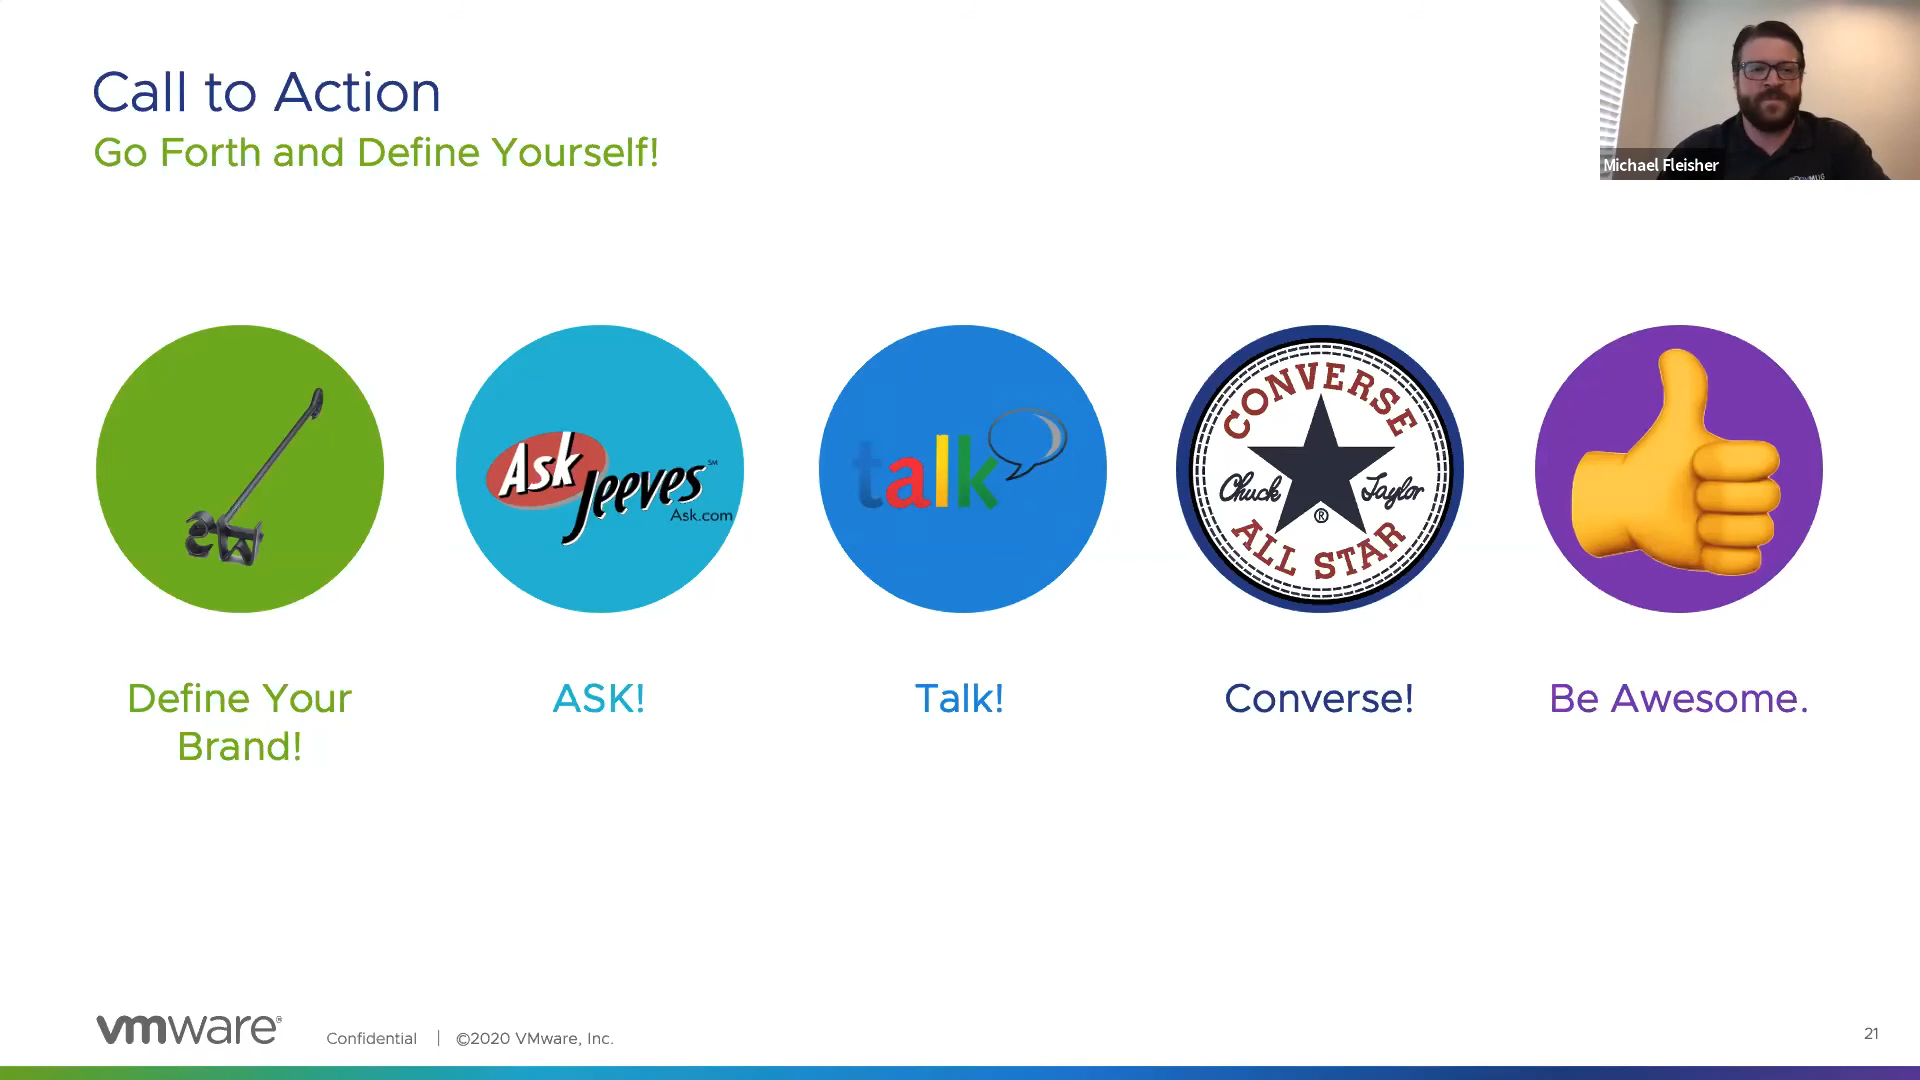 Call to Action
Go Forth and Define Yourself!
Michael Fleisher
Ask Jeeves SM
Ask.com
talk
CONVERSE
Chuck Taylor
®
ALL STAR
Define Your
Brand!
ASK!
Talk!
Converse!
Be Awesome.
vmware® Confidential | ©2020 VMware, Inc.
21